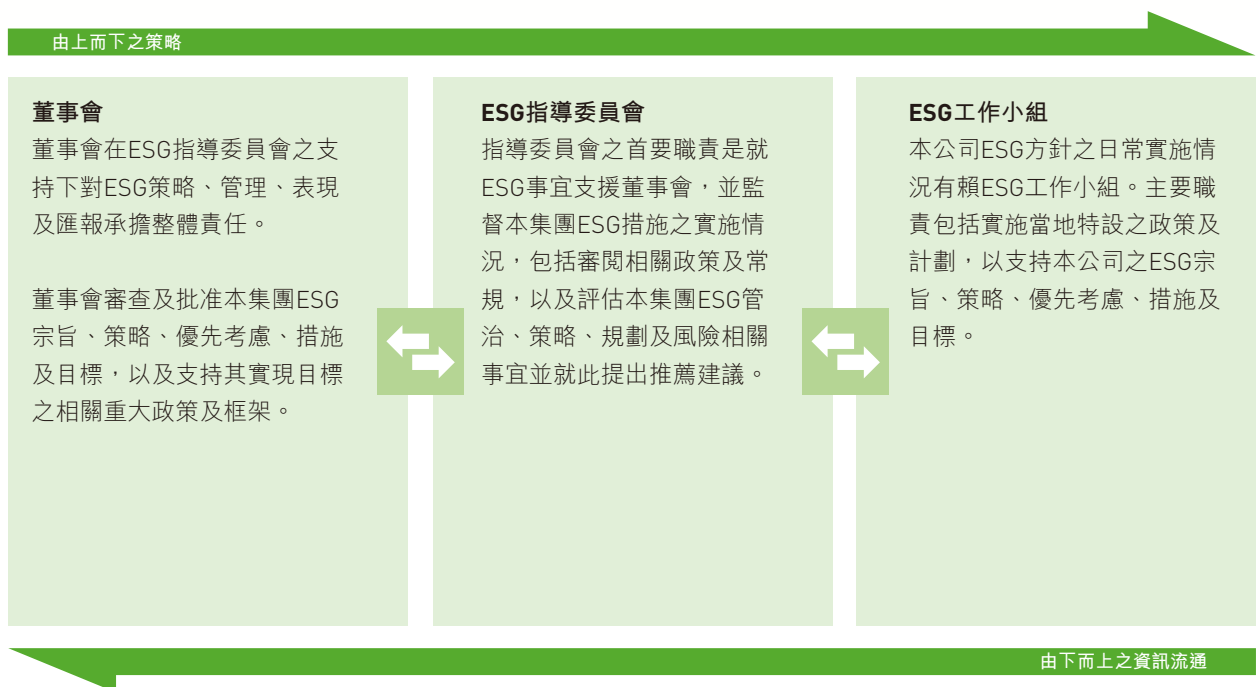 由上而下之策略
董事會
董事會在ESG指導委員會之支
持下對ESG策略、管理、表現
及匯報承擔整體責任。
董事會審查及批准本集團ESG
宗旨、策略、優先考慮、措施
及目標，以及支持其實現目標
之相關重大政策及框架。
ESG指導委員會
指導委員會之首要職責是就
ESG事宜支援董事會，並監
督本集團ESG措施之實施情
況，包括審閱相關政策及常
規，以及評估本集團ESG管
治、策略、規劃及風險相關
事宜並就此提出推薦建議。
ESG工作小組
本公司ESG方針之日常實施情
況有賴ESG工作小組。主要職
責包括實施當地特設之政策及
計劃，以支持本公司之ESG宗
旨、策略、優先考慮、措施及
目標。
由下而上之資訊流通